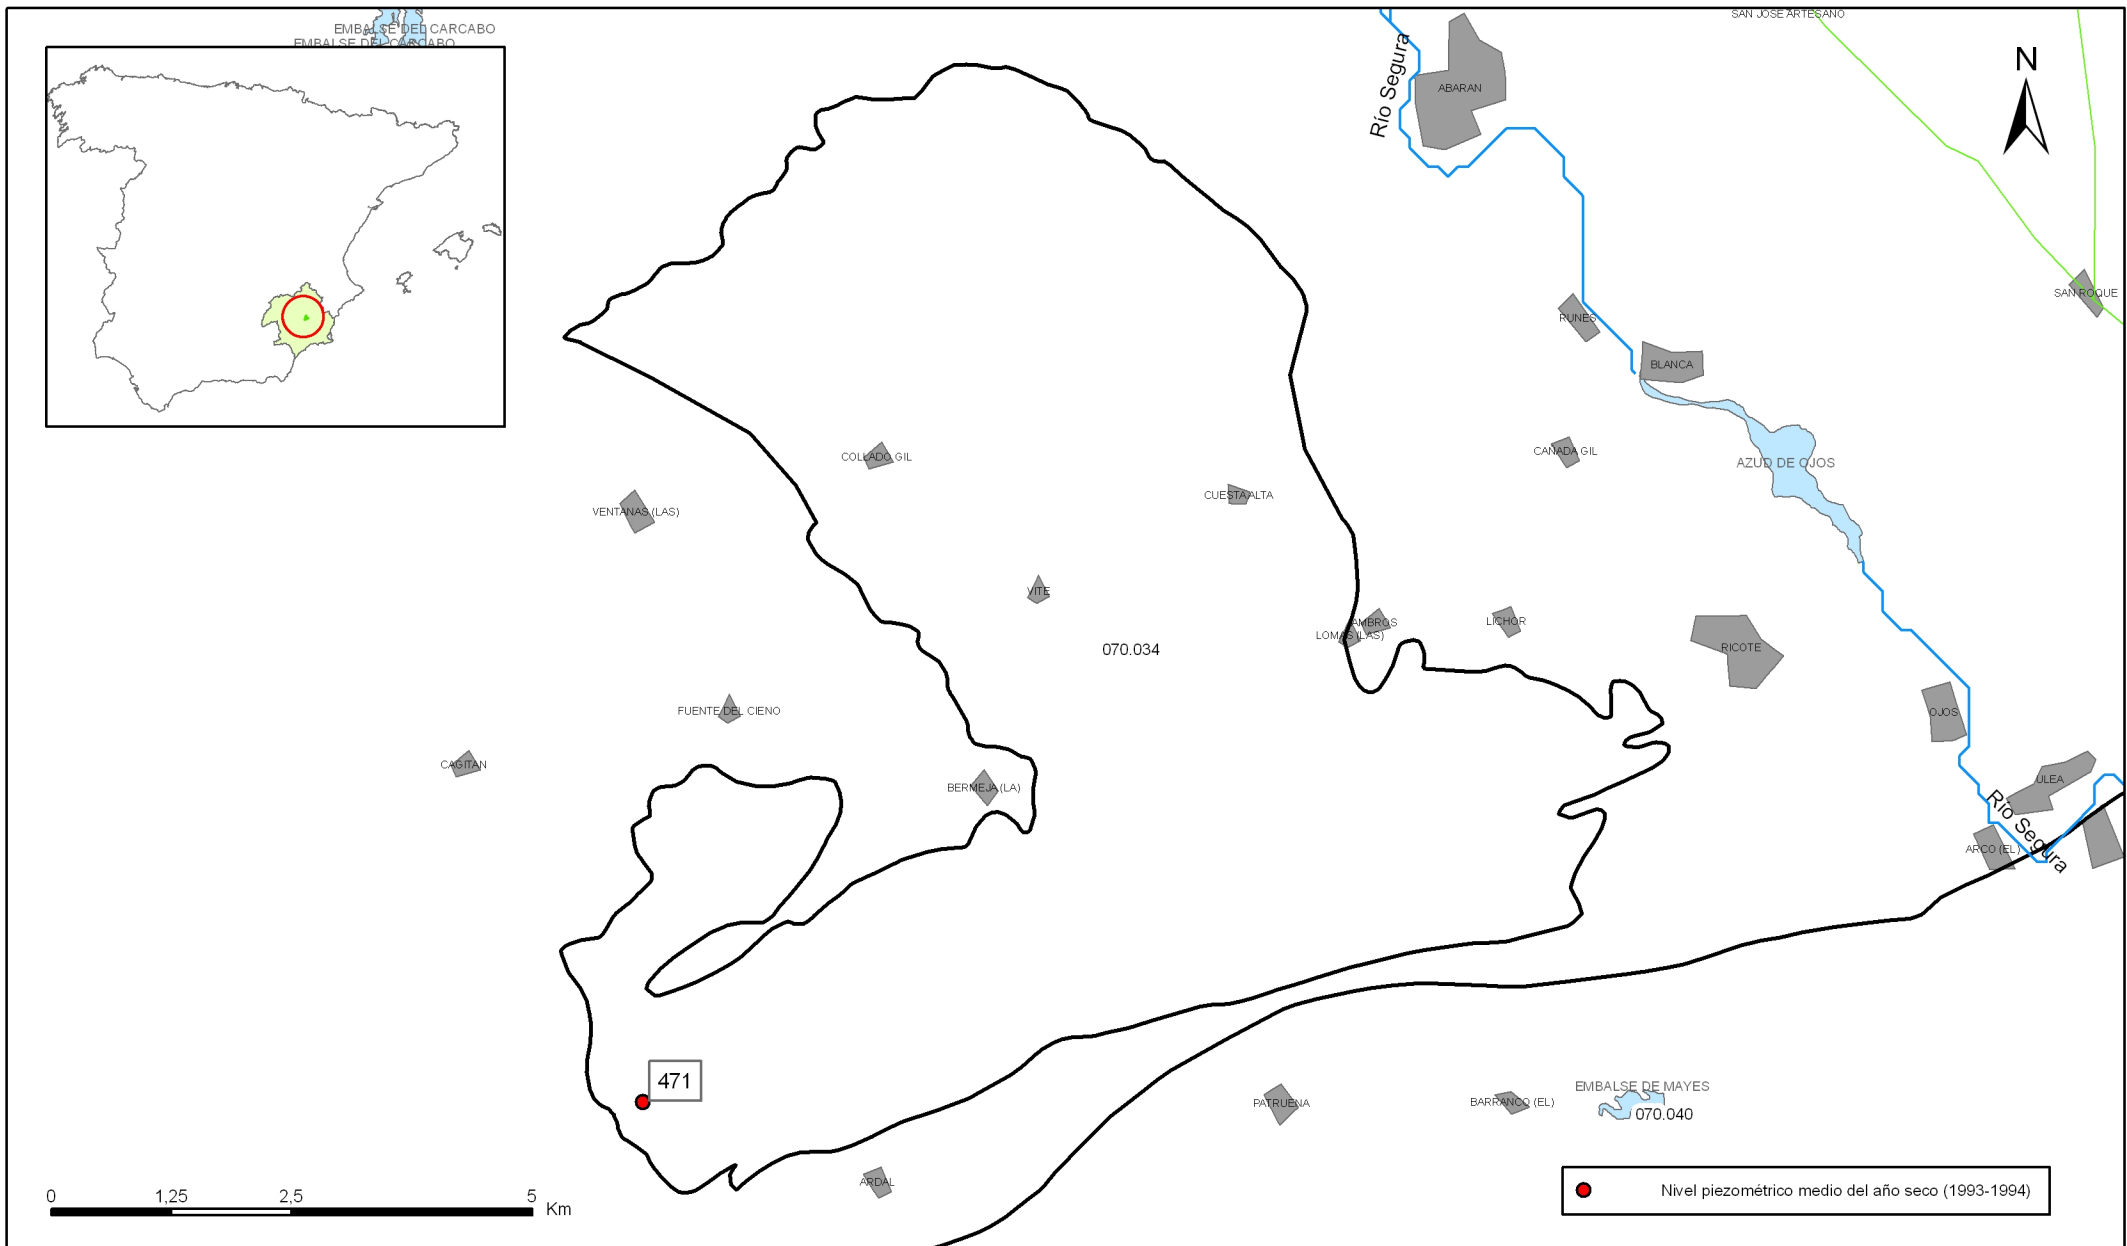 EMBALSE DEL CARCABO
EMBALSE DEL CARCABO
SAN JOSE ARTESANO
Río Segura
ABARAN
N
SAN ROQUE
RUNES
BLANCA
COLLADO GIL
CAÑADA GIL
AZUD DE OJOS
VENTANAS (LAS)
CUESTA ALTA
VITE
AMBROS
LICHOR
LOMAS (LAS)
070.034
RICOTE
FUENTE DEL CIENO
OJOS
CAGITAN
BERMEJA (LA)
ULEA
Río Segura
ARCO (EL)
471
EMBALSE DE MAYES
PATRUENA
BARRANCO (EL)
070.040
ARDAL
0 1,25 2,5 5
Km
Nivel piezométrico medio del año seco (1993-1994)